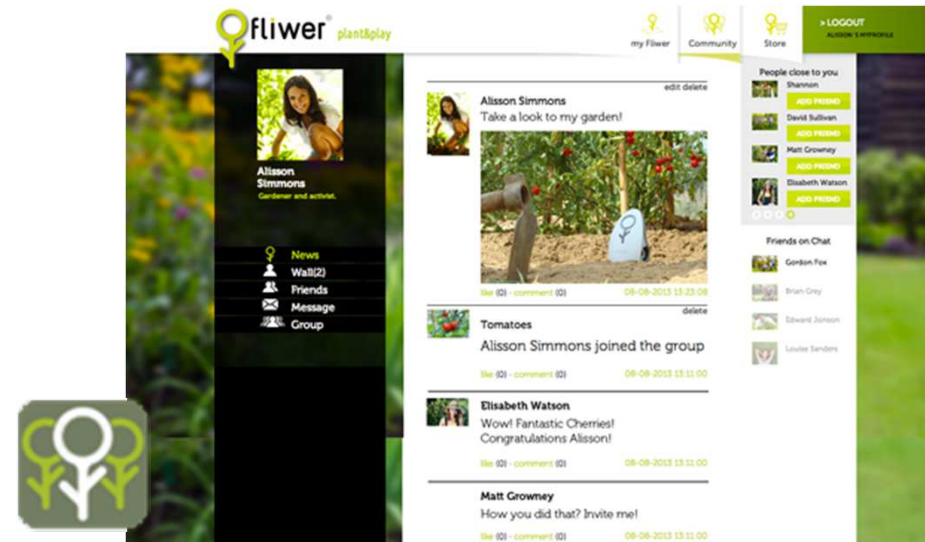 fliwer® plant&play
my Fliwer
Community
Store
> LOGOUT
ALISSON´S MYPROFILE
Alisson
Simmons
Gardener and activist.
News
Wall(2)
Friends
Message
Group
edit delete
Alisson Simmons
Take a look to my garden!
like (0) - comment (0) 08-08-2013 13:23:08
delete
Tomatoes
Alisson Simmons joined the group
like (0) - comment (0) 08-08-2013 13:11:00
Elisabeth Watson
Wow! Fantastic Cherries!
Congratulations Alisson!
like (0) - comment (0) 08-08-2013 13:11:00
Matt Growney
How you did that? Invite me!
like (0) - comment (0) 08-08-2013 13:11:00
People close to you
Shannon
ADD FRIEND
David Sullivan
ADD FRIEND
Matt Growney
ADD FRIEND
Elisabeth Watson
ADD FRIEND
Friends on Chat
Gordon Fox
Brian Grey
Edward Jonson
Louise Sanders